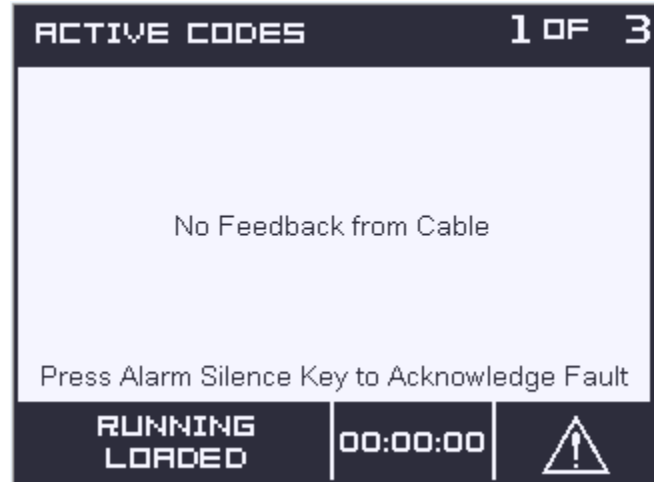 ACTIVE CODES 1 OF 3
No Feedback from Cable
Press Alarm Silence Key to Acknowledge Fault
RUNNING LOADED 00:00:00